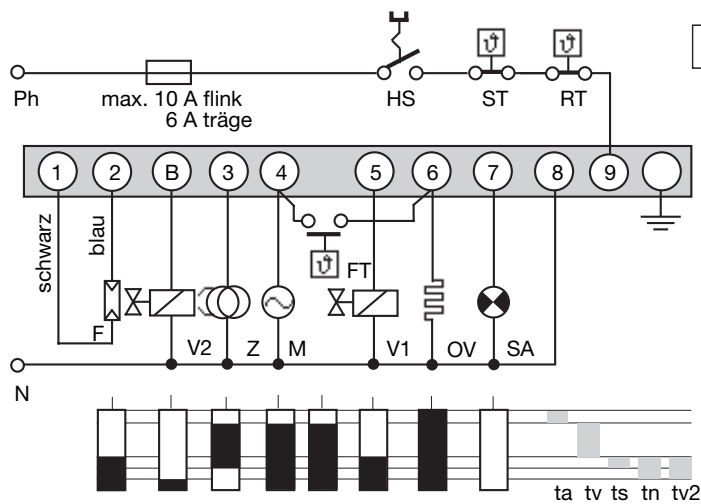 ϑ ϑ
Ph max. 10 A flink HS ST RT
6 A träge
1 2 B 3 4 5 6 7 8 9
schwarz blau
ϑ FT
F V2 Z M V1 OV SA
N
ta tv ts tn tv2